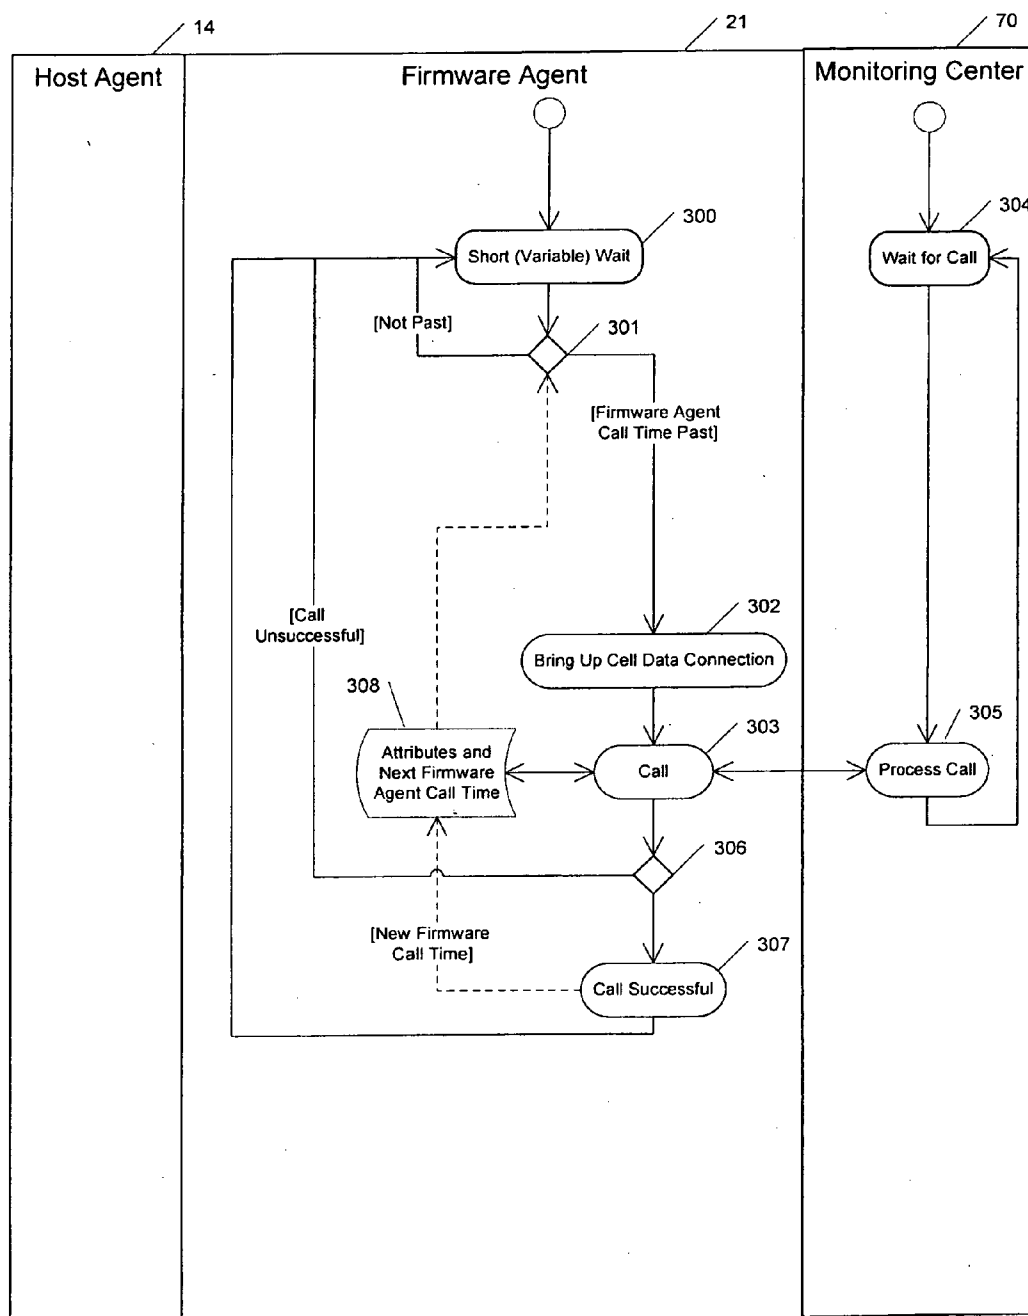 14
21
70
Host Agent
Firmware Agent
Monitoring Center
300
304
Short (Variable) Wait
Wait for Call
[Not Past]
301
[Firmware Agent
Call Time Past]
302
[Call
Unsuccessful]
Bring Up Cell Data Connection
308
303
305
Attributes and
Next Firmware
Agent Call Time
Call
Process Call
306
[New Firmware
Call Time]
307
Call Successful